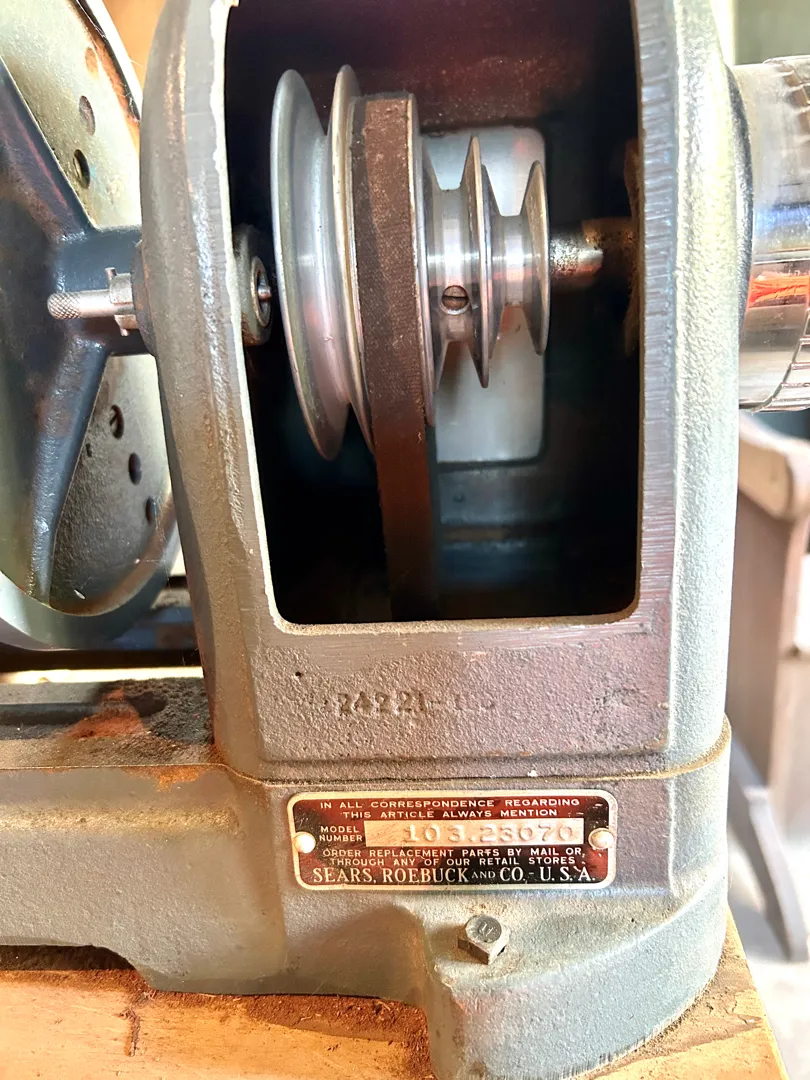 24221-
IN ALL CORRESPONDENCE REGARDING
THIS ARTICLE ALWAYS MENTION
MODEL NUMBER 103.23070
ORDER REPLACEMENT PARTS BY MAIL OR
THROUGH ANY OF OUR RETAIL STORES.
SEARS, ROEBUCK AND CO.- U.S.A.